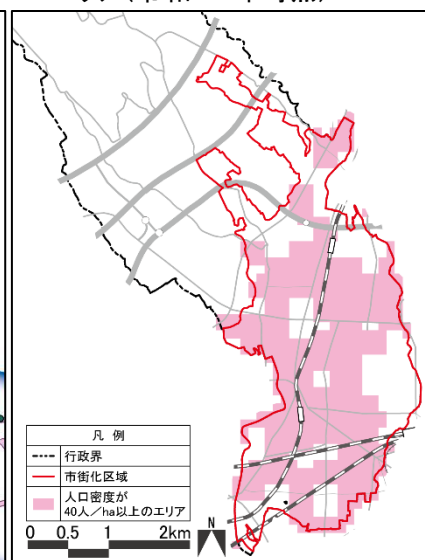 凡 例
行政界
市街化区域
人口密度が
40人／ha以上のエリア
0 0.5 1 2km
N